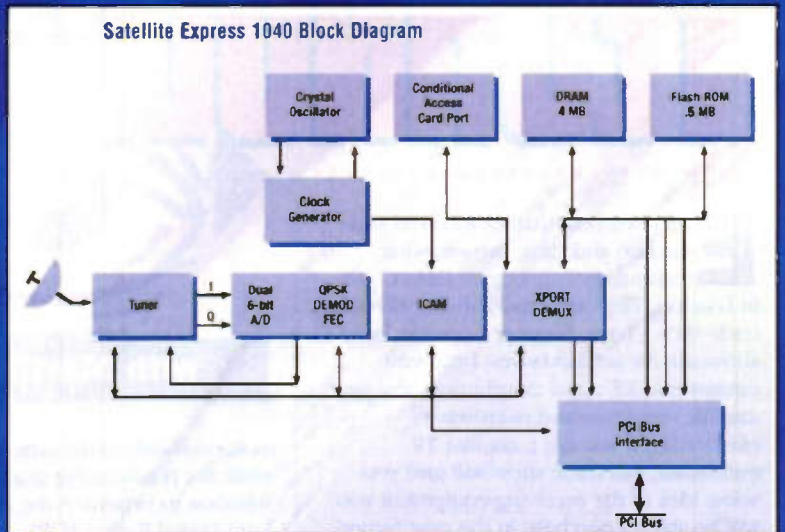 Satellite Express 1040 Block Diagram
Crystal
Oscillator
Conditional
Access
Card Port
DRAM
4 MB
Flash ROM
.5 MB
Clock
Generator
Tuner
I
Q
Dual
6-bit
A/D
QPSK
DEMOD
FEC
ICAM
XPORT
DEMUX
PCI Bus
Interface
PCI Bus